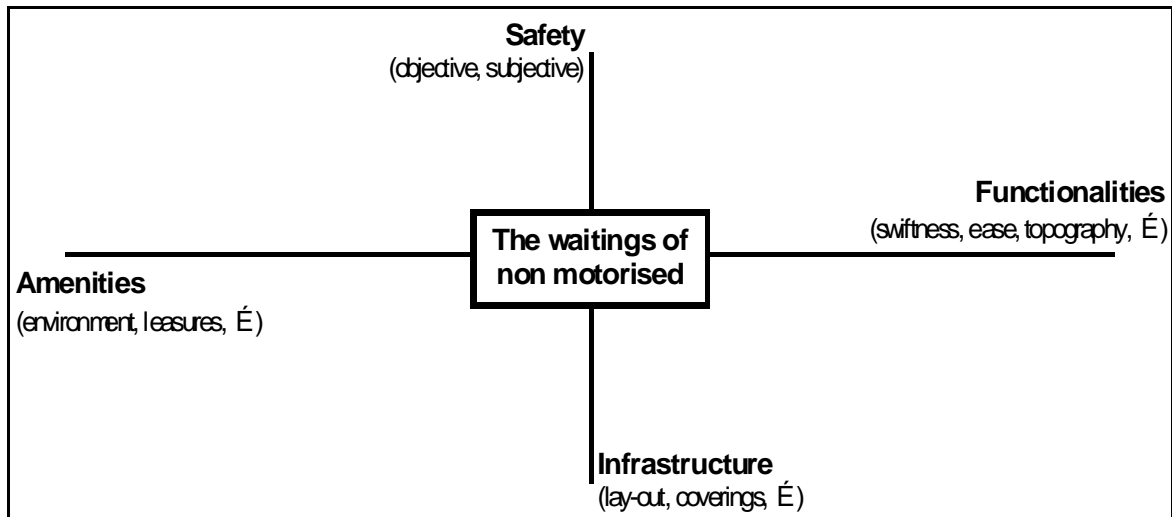 Safety
(objective, subjective)
Functionalities
(swiftness, ease, topography, É)
The waitings of
non motorised
Amenities
(environment, leasures, É)
Infrastructure
(lay-out, coverings, É)